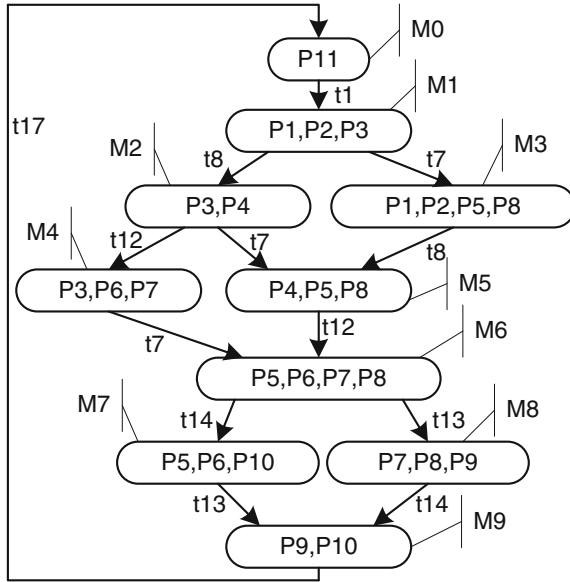 M0
P11
t1
M1
t17
P1,P2,P3
M2
t8
t7
M3
P3,P4
P1,P2,P5,P8
M4
t12
t7
t8
P3,P6,P7
P4,P5,P8
M5
t7
t12
M6
P5,P6,P7,P8
M7
t14
t13
M8
P5,P6,P10
P7,P8,P9
t13
t14
M9
P9,P10